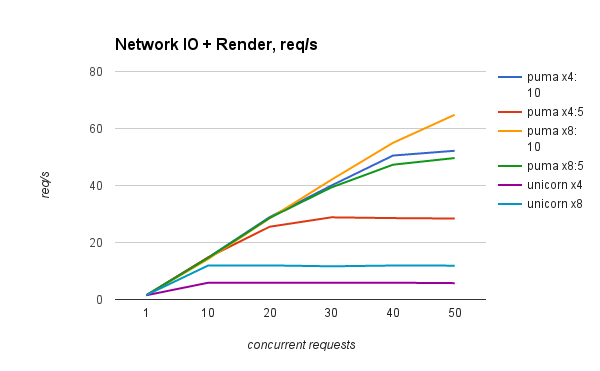 Network IO + Render, req/s
80
60
40
20
0
req/s
1 10 20 30 40 50
concurrent requests
puma x4:
10
puma x4:5
puma x8:
10
puma x8:5
unicorn x4
unicorn x8